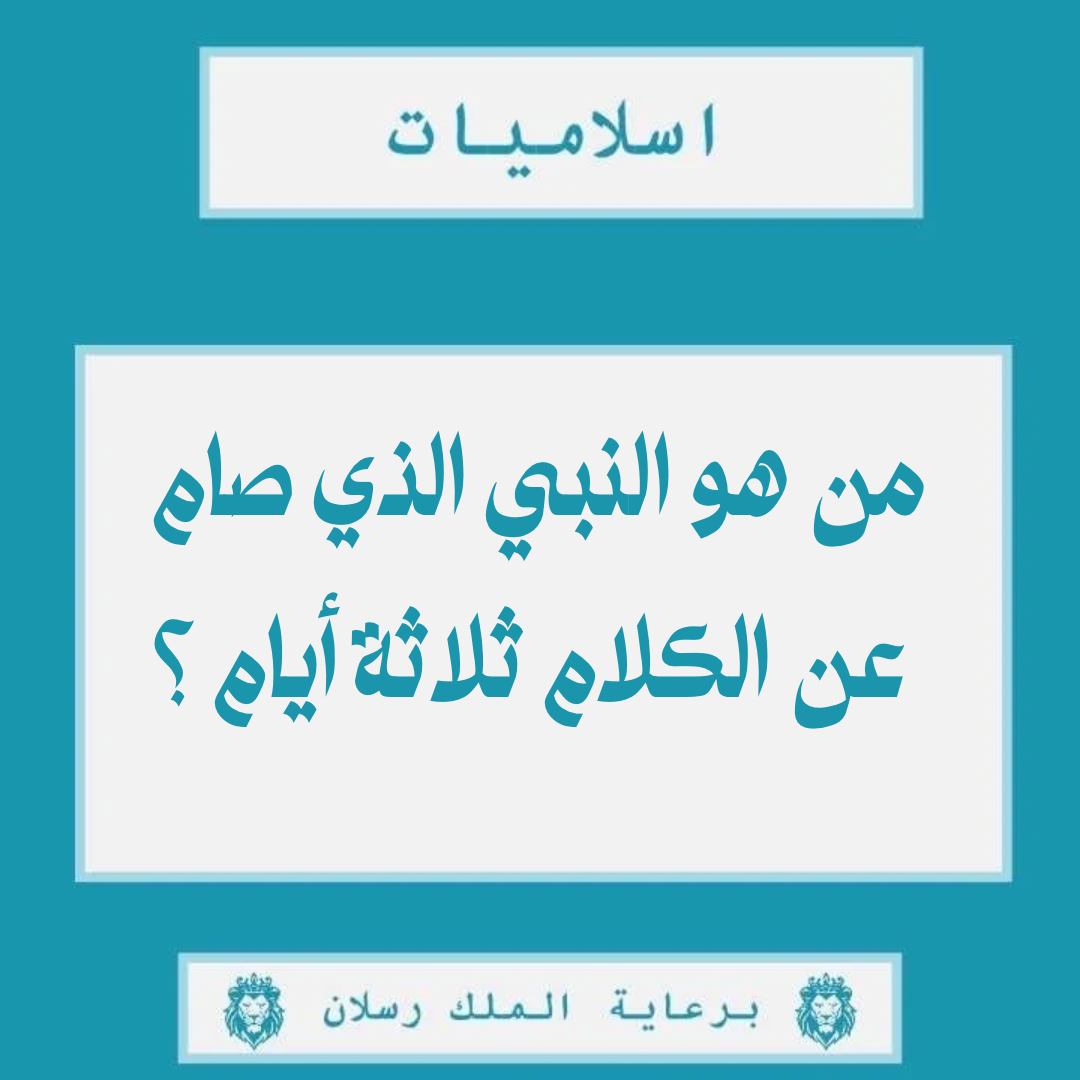 اسلاميات
من هو النبي الذي صام
عن الكلام ثلاثة أيام ؟
برعاية الملك رسلان